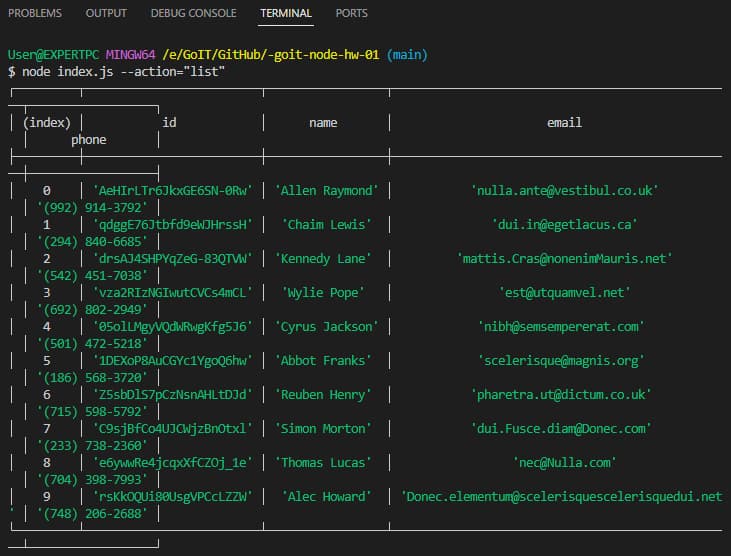 PROBLEMS OUTPUT DEBUG CONSOLE TERMINAL PORTS
User@EXPERTPC MINGW64 /e/GoIT/GitHub/-goit-node-hw-01 (main)
$ node index.js --action="list"
(index) id name email
phone
0 'AeHIrLTr6JkxGE6SN-0Rw' 'Allen Raymond' 'nulla.ante@vestibul.co.uk'
'(992) 914-3792'
1 'qdggE76Jtbfd9eWJHrssH' 'Chaim Lewis' 'dui.in@egetlacus.ca'
'(294) 840-6685'
2 'drsAJ4SHPYqZeG-83QTVW' 'Kennedy Lane' 'mattis.Cras@nonenimMauris.net'
'(542) 451-7038'
3 'vza2RIzNGIwutCVCs4mCL' 'Wylie Pope' 'est@utquamvel.net'
'(692) 802-2949'
4 '05olLMgyVQdWRwgKfg5J6' 'Cyrus Jackson' 'nibh@semsempererat.com'
'(501) 472-5218'
5 '1DEXoP8AuCGYc1YgoQ6hw' 'Abbot Franks' 'scelerisque@magnis.org'
'(186) 568-3720'
6 'Z5sbDlS7pCzNsnAHLtDJd' 'Reuben Henry' 'pharetra.ut@dictum.co.uk'
'(715) 598-5792'
7 'C9sjBfCo4UJCWjzBnOtxl' 'Simon Morton' 'dui.Fusce.diam@Donec.com'
'(233) 738-2360'
8 'e6ywwRe4jcqxXfCZOj_1e' 'Thomas Lucas' 'nec@Nulla.com'
'(704) 398-7993'
9 'rsKkOQUi80UsgVPCcLZZW' 'Alec Howard' 'Donec.elementum@scelerisquescelerisquedui.net
' '(748) 206-2688'